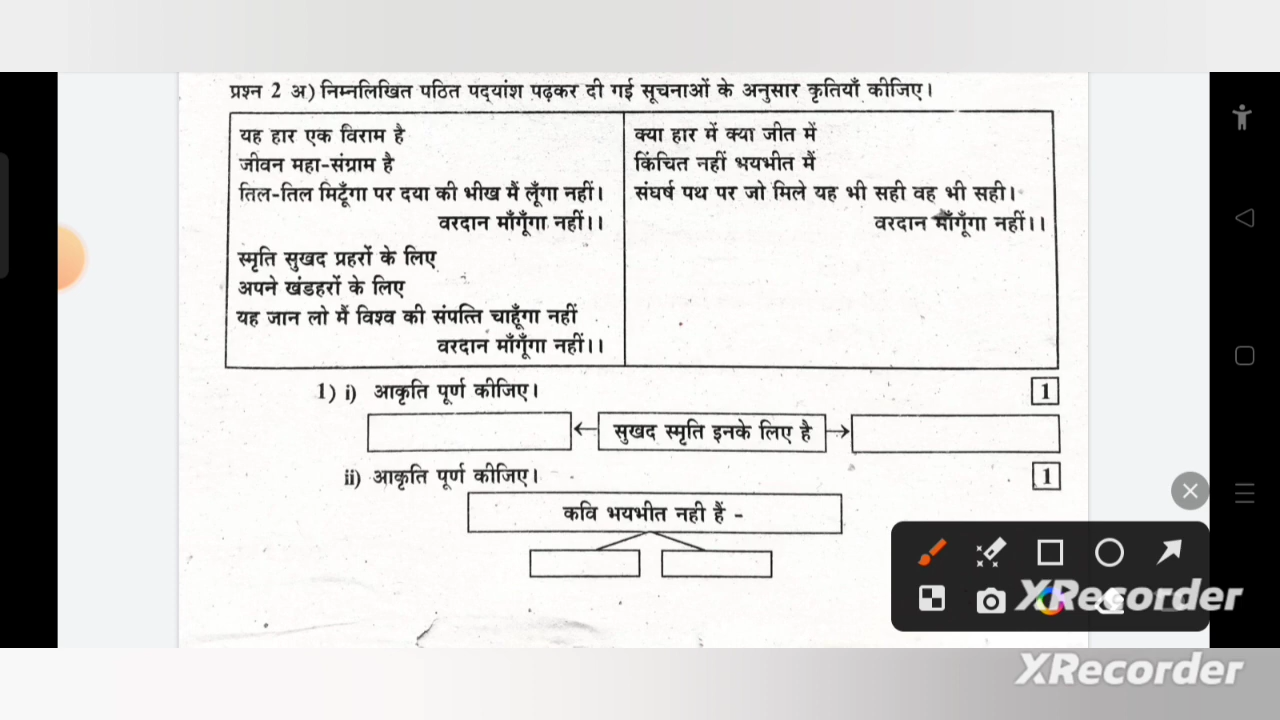 प्रश्न 2 अ) निम्नलिखित पठित पद्यांश पढ़कर दी गई सूचनाओं के अनुसार कृतियाँ कीजिए।
यह हार एक विराम है
जीवन महा-संग्राम है
तिल-तिल मिटूँगा पर दया की भीख मैं लूँगा नहीं।
वरदान माँगूँगा नहीं।।
स्मृति सुखद प्रहरों के लिए
अपने खंडहरों के लिए
यह जान लो मैं विश्व की संपत्ति चाहूँगा नहीं
वरदान माँगूँगा नहीं।।
क्या हार में क्या जीत में
किंचित नहीं भयभीत मैं
संघर्ष पथ पर जो मिले यह भी सही वह भी सही।
वरदान माँगूँगा नहीं।।
1) i) आकृति पूर्ण कीजिए।
1
सुखद स्मृति इनके लिए है
ii) आकृति पूर्ण कीजिए।
1
कवि भयभीत नही हैं -
XRecorder
XRecorder